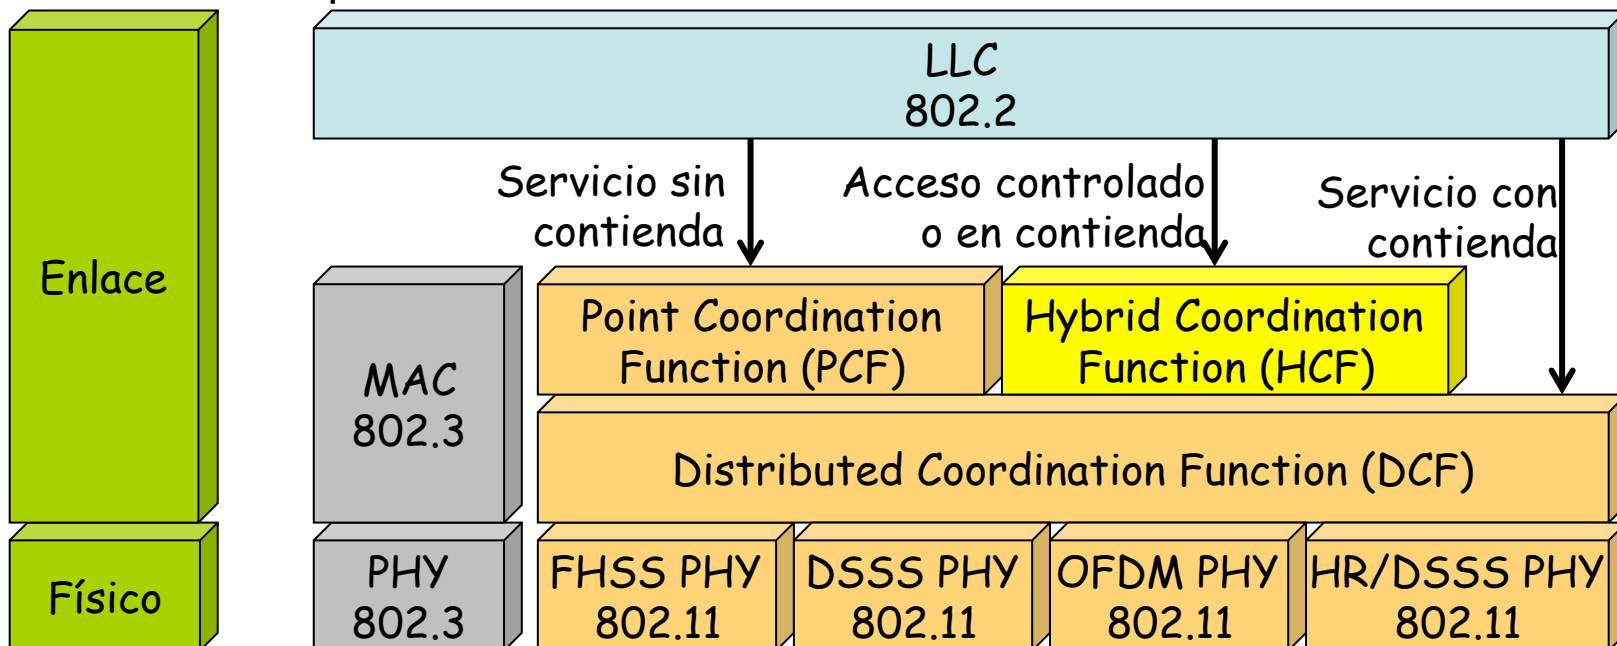 LLC
802.2
Servicio sin
contienda
Acceso controlado
o en contienda
Servicio con
contienda
Enlace
MAC
802.3
Point Coordination
Function (PCF)
Hybrid Coordination
Function (HCF)
Distributed Coordination Function (DCF)
Físico
PHY
802.3
FHSS PHY
802.11
DSSS PHY
802.11
OFDM PHY
802.11
HR/DSSS PHY
802.11